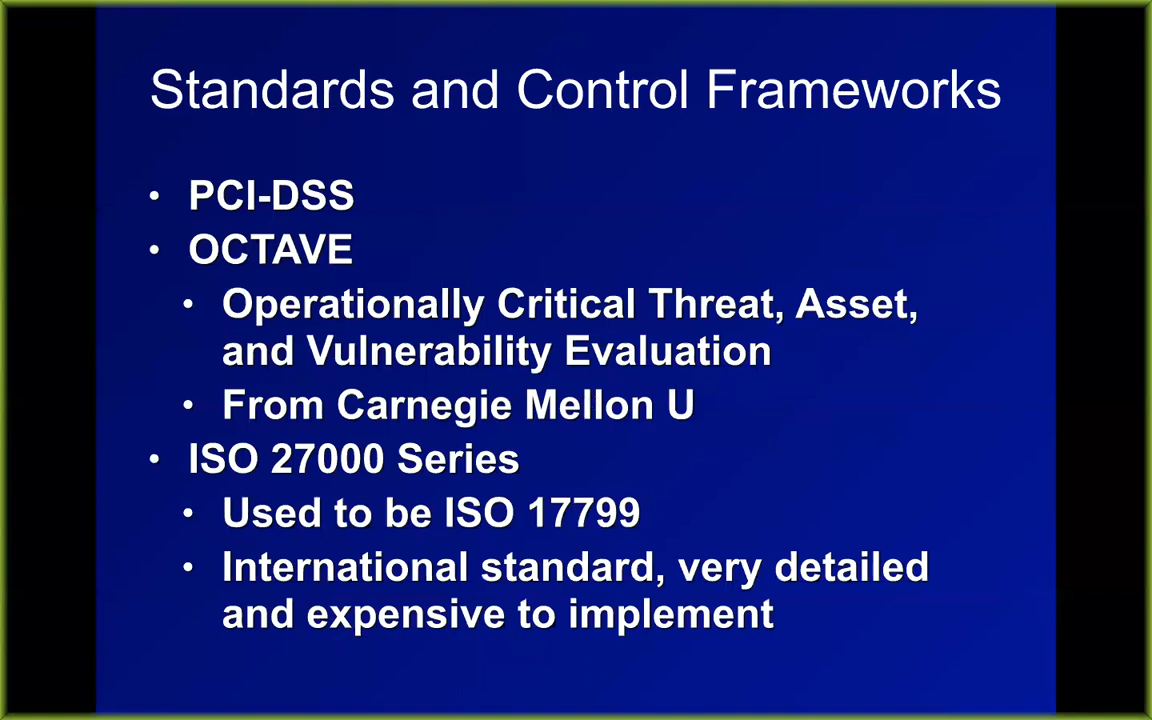 Standards and Control Frameworks
• PCI-DSS
• OCTAVE
• Operationally Critical Threat, Asset,
and Vulnerability Evaluation
• From Carnegie Mellon U
• ISO 27000 Series
• Used to be ISO 17799
• International standard, very detailed
and expensive to implement